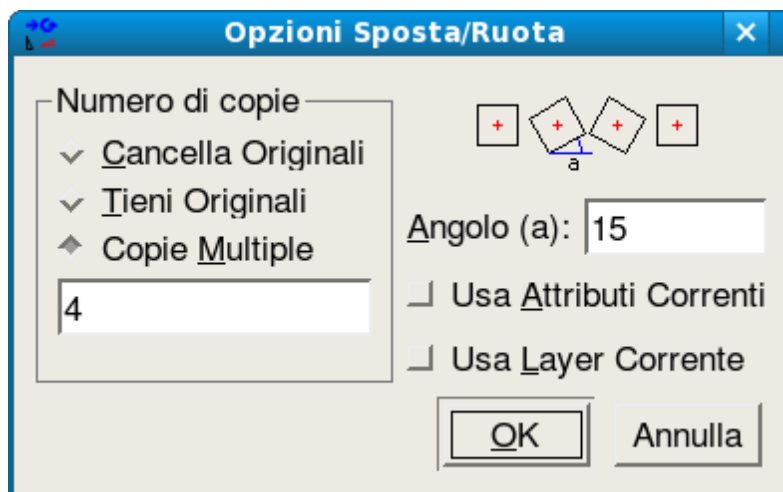 Opzioni Sposta/Ruota
Numero di copie
Cancella Originali
Tieni Originali
Copie Multiple
4
a
Angolo (a): 15
Usa Attributi Correnti
Usa Layer Corrente
OK
Annulla